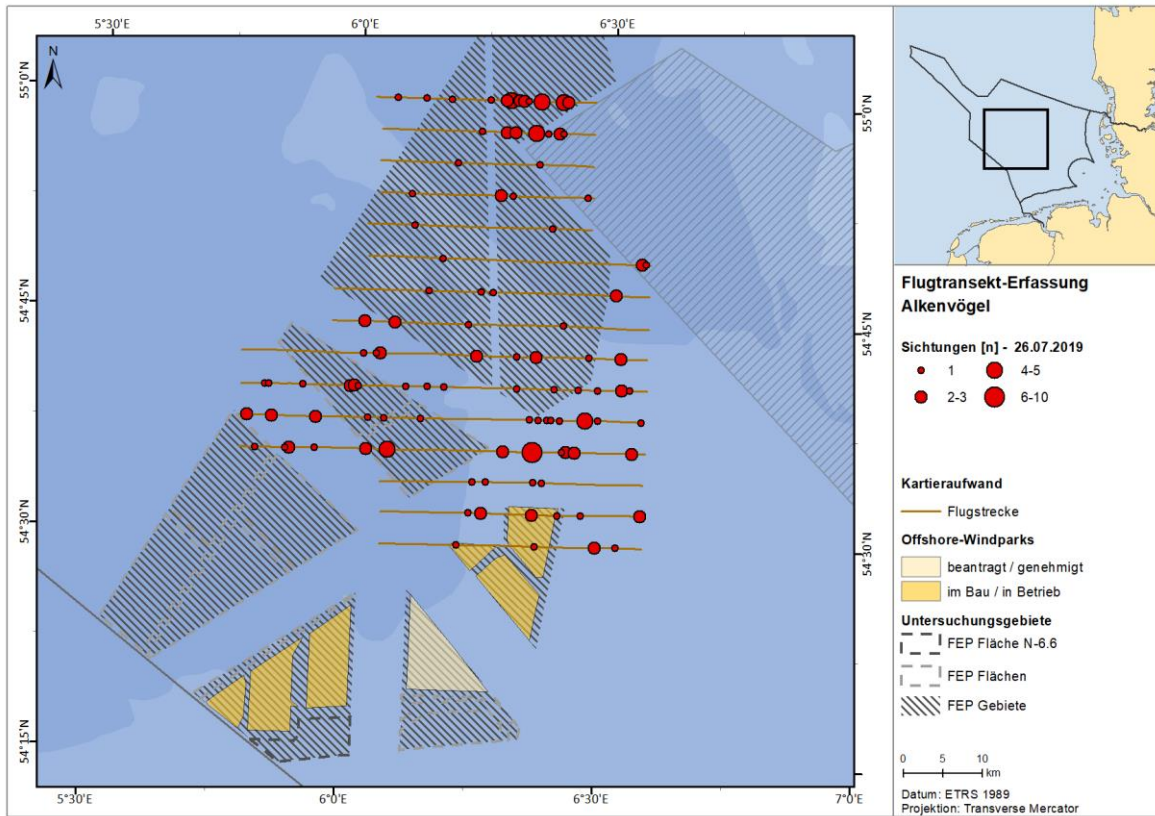 5°30'E
6°0'E
6°30'E
N
55°0'N
55°0'N
54°45'N
54°45'N
54°30'N
54°30'N
54°15'N
5°30'E
6°0'E
6°30'E
7°0'E
Flugtransekt-Erfassung
Alkenvögel
Sichtungen [n] - 26.07.2019
1
4-5
2-3
6-10
Kartieraufwand
Flugstrecke
Offshore-Windparks
beantragt / genehmigt
im Bau / in Betrieb
Untersuchungsgebiete
FEP Fläche N-6.6
FEP Flächen
FEP Gebiete
0 5 10
km
Datum: ETRS 1989
Projektion: Transverse Mercator